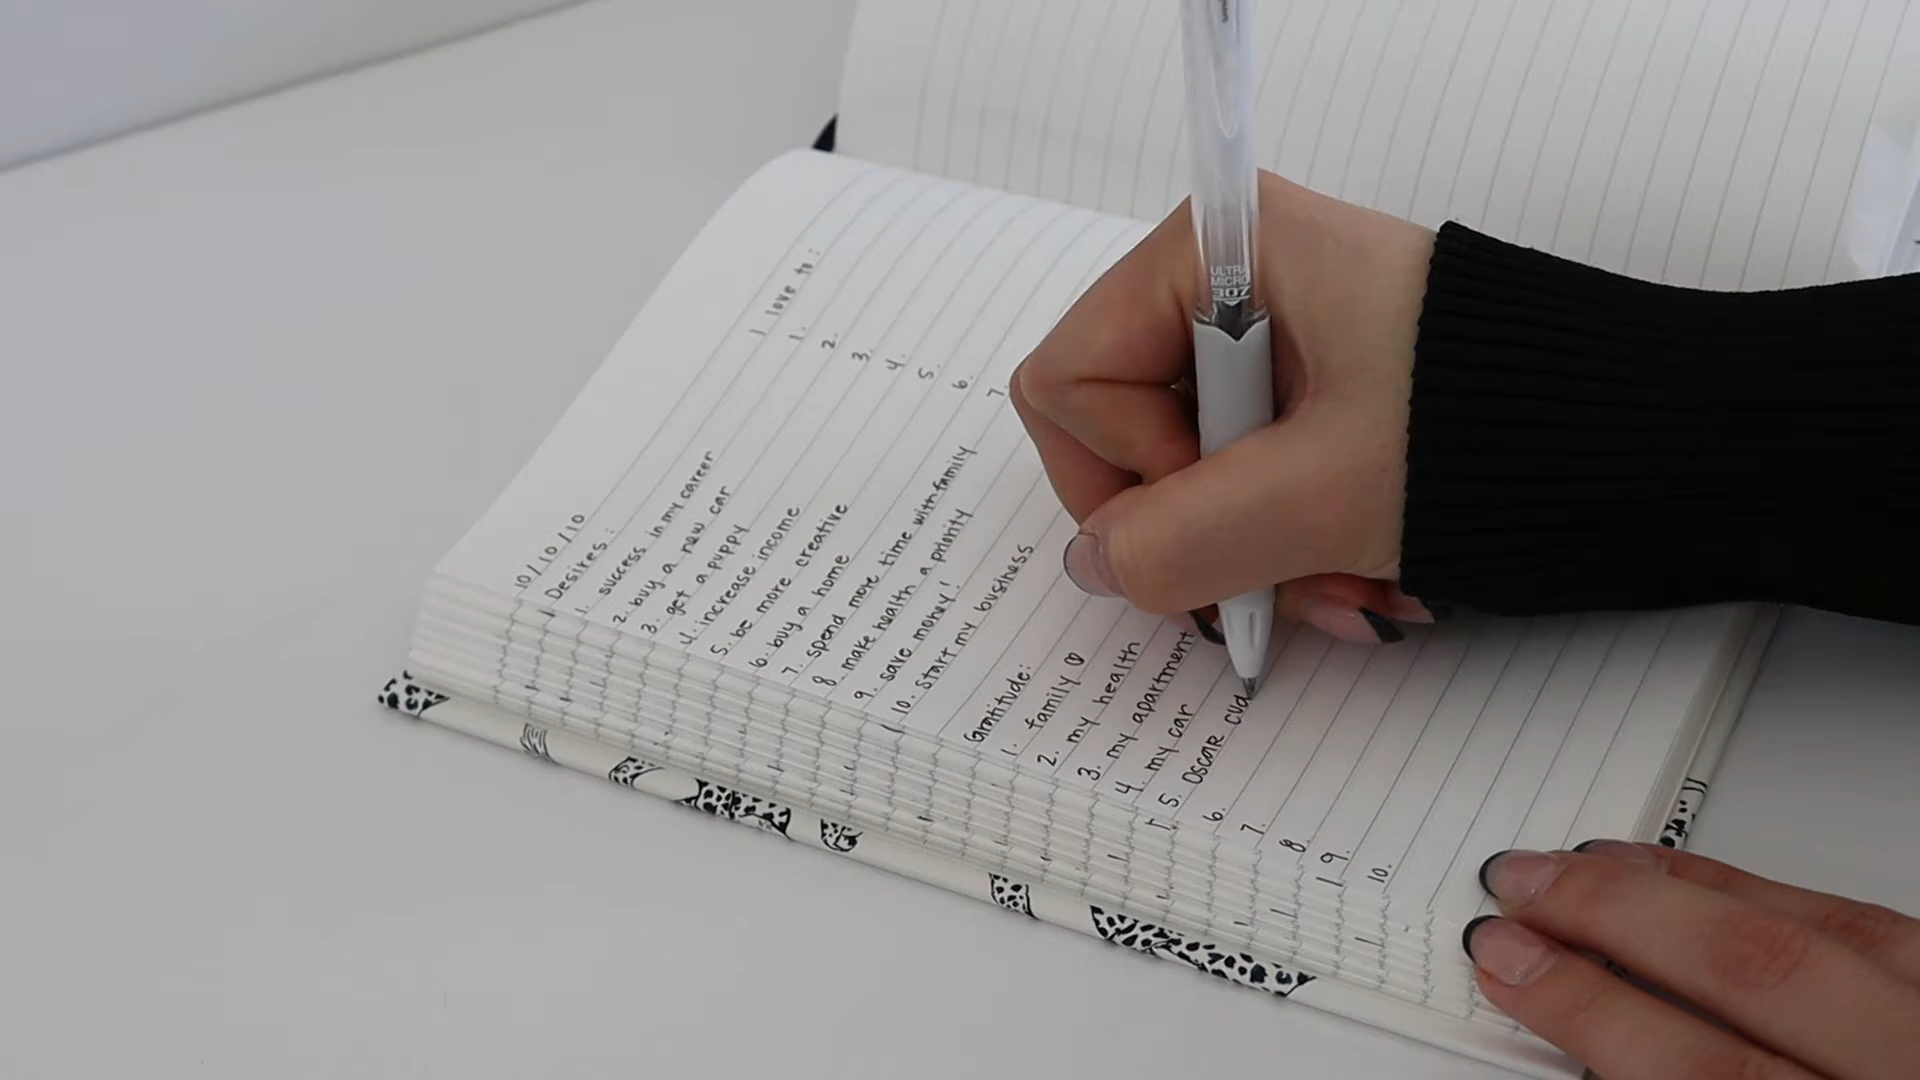 10/10/10
Desires:
1. success in my career
2. buy a new car
3. get a puppy
4. increase income
5. be more creative
6. buy a home
7. spend more time with family
8. make health a priority
9. save money!
10. start my business
Gratitude:
1. family ♡
2. my health
3. my apartment
4. my car
5. Oscar cud
6.
7.
8.
9.
10.
I love to:
1.
2.
3.
4.
5.
6.
7.
ULTRA
MICRO
307